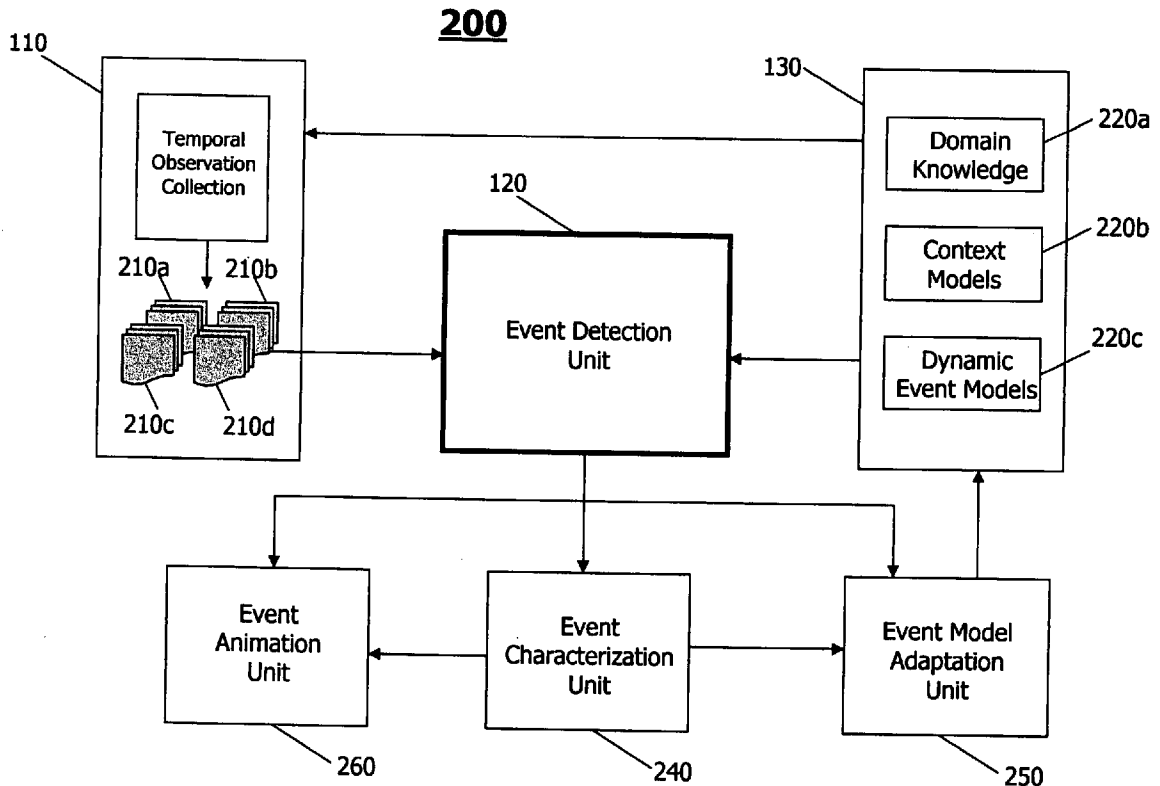 200
110
130
Temporal
Observation
Collection
Domain
Knowledge
220a
120
Context
Models
220b
210a
210b
Event Detection
Unit
Dynamic
Event Models
220c
210c
210d
Event
Animation
Unit
Event
Characterization
Unit
Event Model
Adaptation
Unit
260
240
250